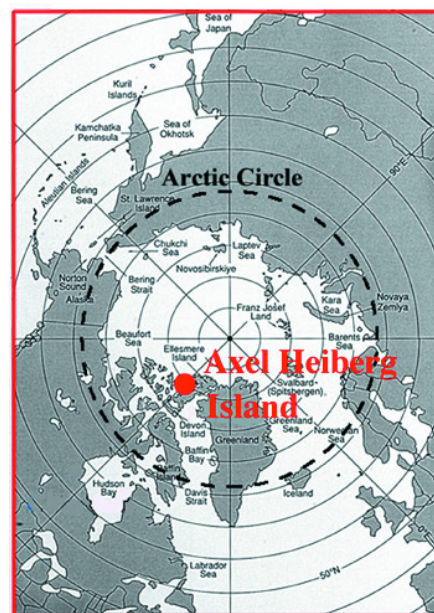 Sea of
Japan
Kuril
Islands
Kamchatka
Peninsula
Sea of
Okhotsk
Aleutian Islands
Bering
Sea
St. Lawrence
Island
Arctic Circle
90°E
Chukchi
Sea
Laptev
Sea
Norton
Sound
Alaska
Bering
Strait
Novosibirskiye
Kara
Sea
Novaya
Zemlya
Franz Josef
Land
Beaufort
Sea
Ellesmere
Island
Barents
Sea
Axel Heiberg
Island
Svalbard
(Spitsbergen)
Devon
Island
Greenland
Greenland
Sea
Norwegian
Sea
Baffin
Bay
Baffin
Island
Hudson
Bay
Davis
Strait
Iceland
Labrador
Sea
50°N